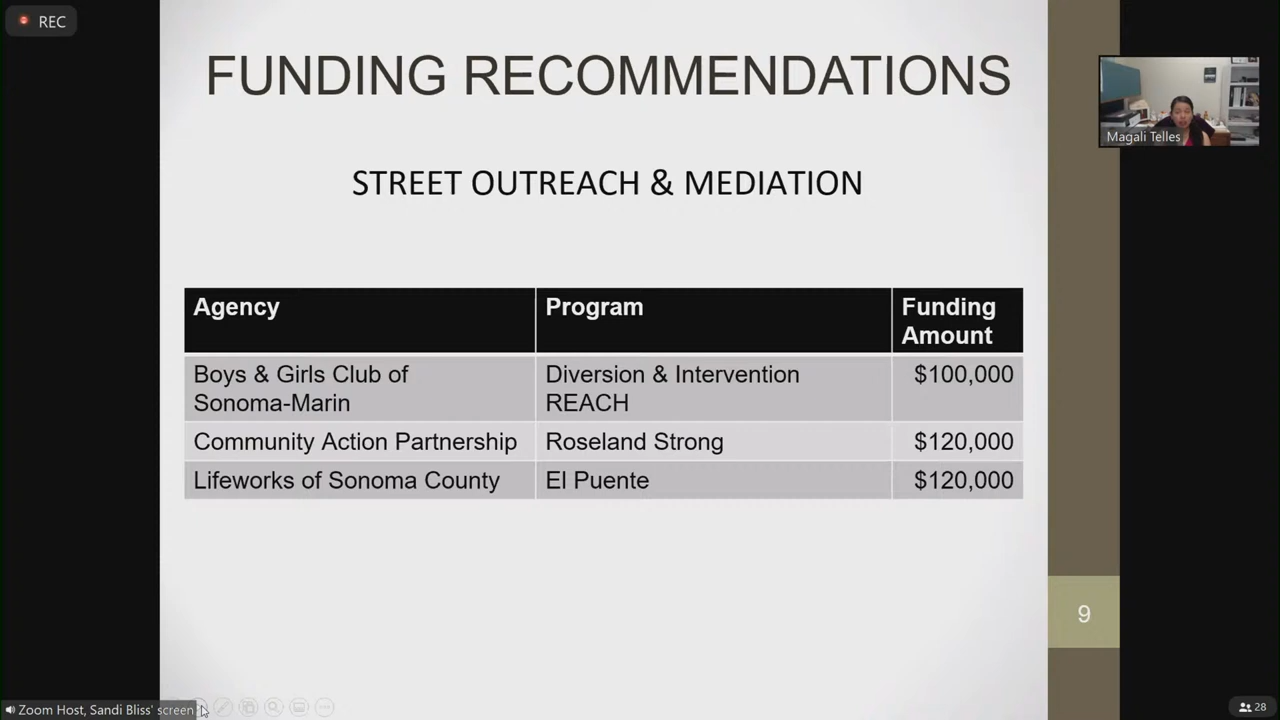 REC
FUNDING RECOMMENDATIONS
Magali Telles
STREET OUTREACH & MEDIATION
Agency
Program
Funding
Amount
Boys & Girls Club of
Sonoma-Marin
Diversion & Intervention
REACH
$100,000
Community Action Partnership
Roseland Strong
$120,000
Lifeworks of Sonoma County
El Puente
$120,000
9
Zoom Host, Sandi Bliss' screen
28